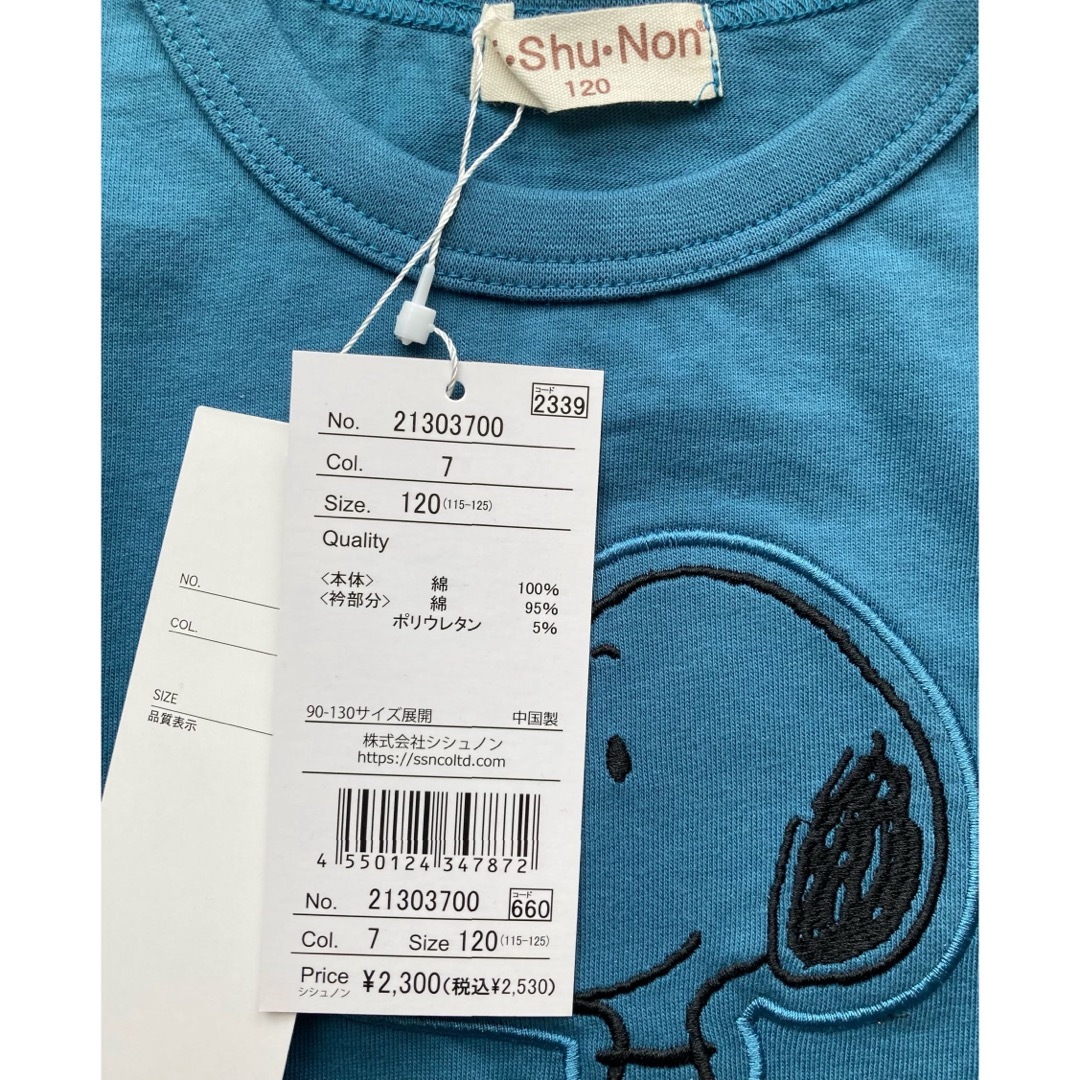 i•Shu•Non®
120
コード
2339
No. 21303700
Col. 7
Size. 120(115-125)
Quality
〈本体〉 綿 100%
〈衿部分〉 綿 95%
ポリウレタン 5%
90-130サイズ展開 中国製
株式会社シシュノン
https://ssncoltd.com
4 550124 347872
No. 21303700 コード 660
Col. 7 Size 120(115-125)
Price ¥2,300(税込¥2,530)
シシュノン
NO.
COL.
SIZE
品質表示